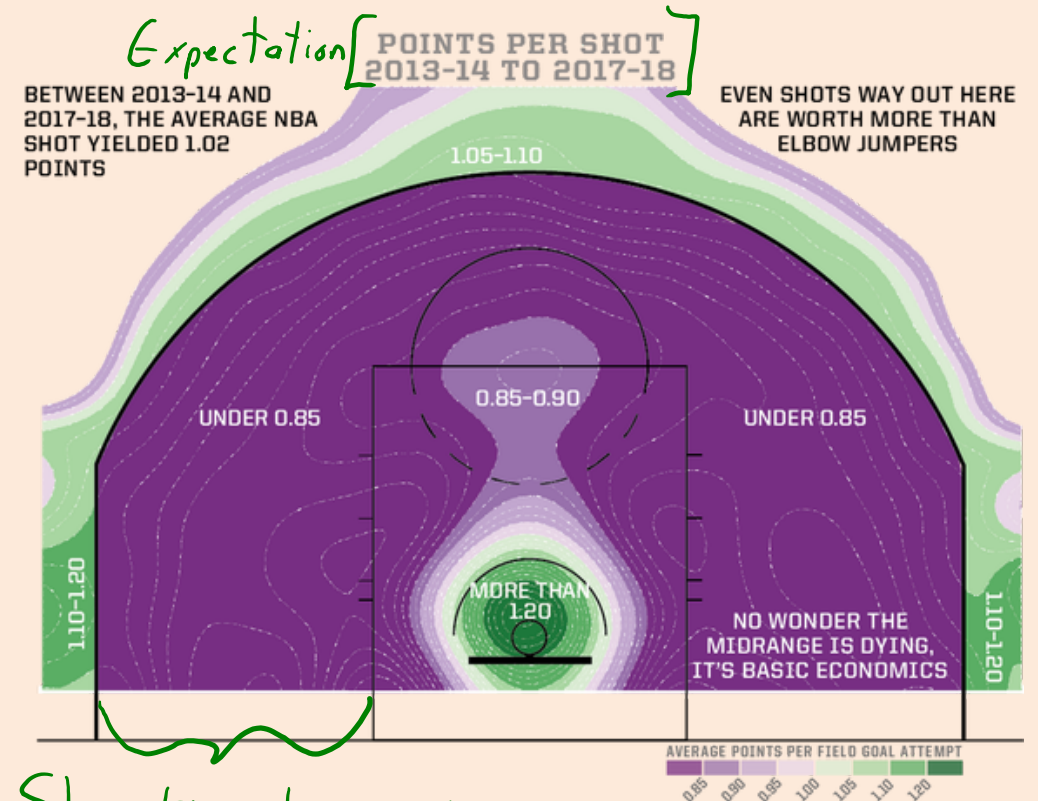 Expectation
POINTS PER SHOT
2013-14 TO 2017-18
BETWEEN 2013-14 AND
2017-18, THE AVERAGE NBA
SHOT YIELDED 1.02
POINTS
EVEN SHOTS WAY OUT HERE
ARE WORTH MORE THAN
ELBOW JUMPERS
1.05-1.10
0.85-0.90
UNDER 0.85
UNDER 0.85
1.10-1.20
MORE THAN
1.20
1.10-1.20
NO WONDER THE
MIDRANGE IS DYING,
IT'S BASIC ECONOMICS
AVERAGE POINTS PER FIELD GOAL ATTEMPT
0.85 0.90 0.95 1.00 1.05 1.10 1.20